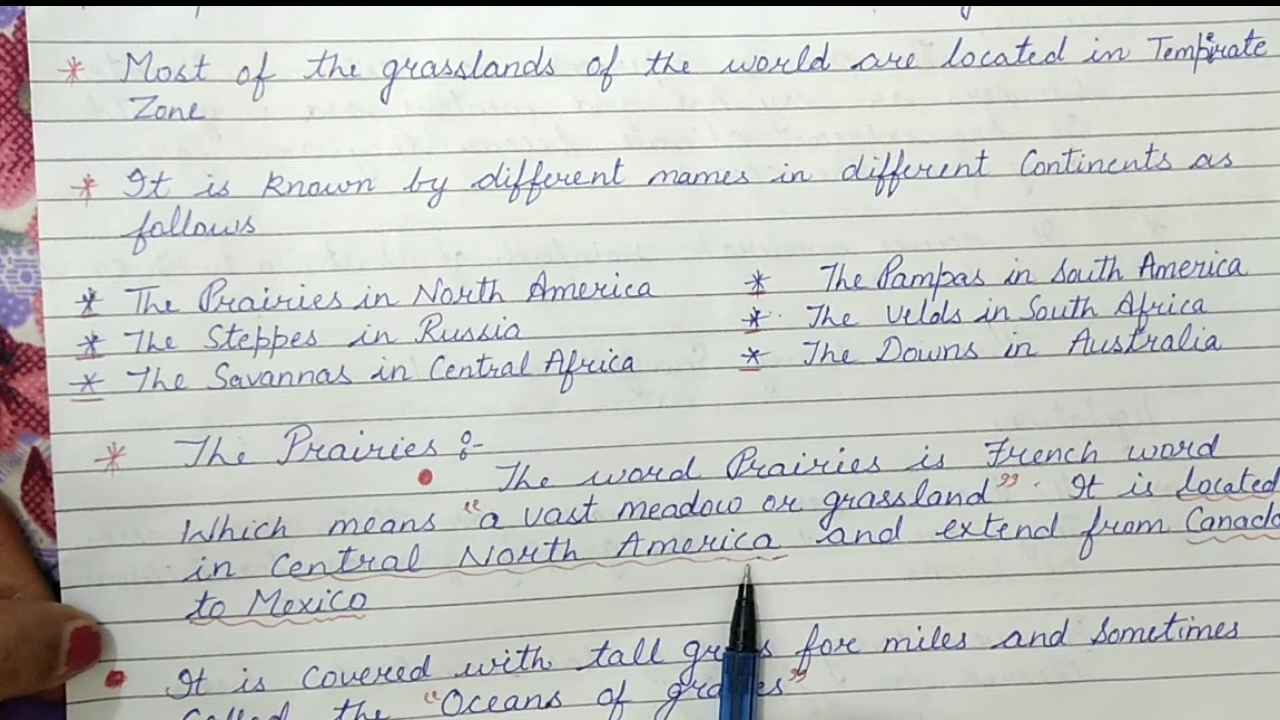 * Most of the grasslands of the world are located in Temperate
Zone
* It is known by different names in different Continents as
follows
* The Prairies in North America
* The Steppes in Russia
* The Savannas in Central Africa
* The Pampas in South America
* The Velds in South Africa
* The Downs in Australia
* The Prairies :-
• The word Prairies is French word
Which means "a vast meadow or grassland". It is located
in Central North America and extend from Canada
to Mexico
• It is covered with tall grass for miles and sometimes
Called the "Oceans of grasses"